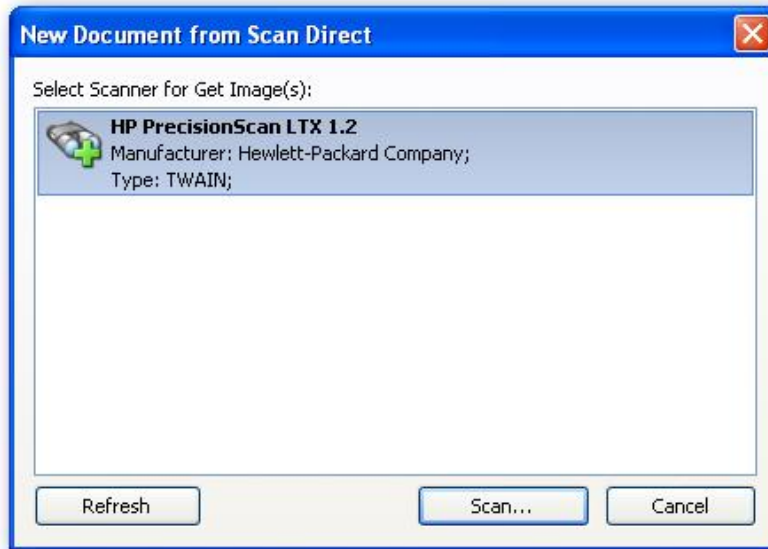 New Document from Scan Direct
Select Scanner for Get Image(s):
HP PrecisionScan LTX 1.2
Manufacturer: Hewlett-Packard Company;
Type: TWAIN;
Refresh
Scan...
Cancel